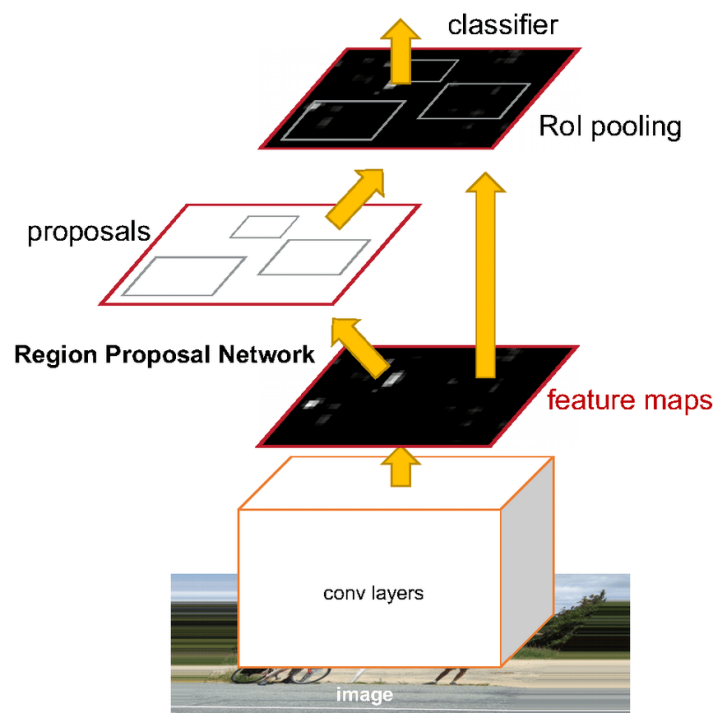 classifier
RoI pooling
proposals
Region Proposal Network
feature maps
conv layers
image